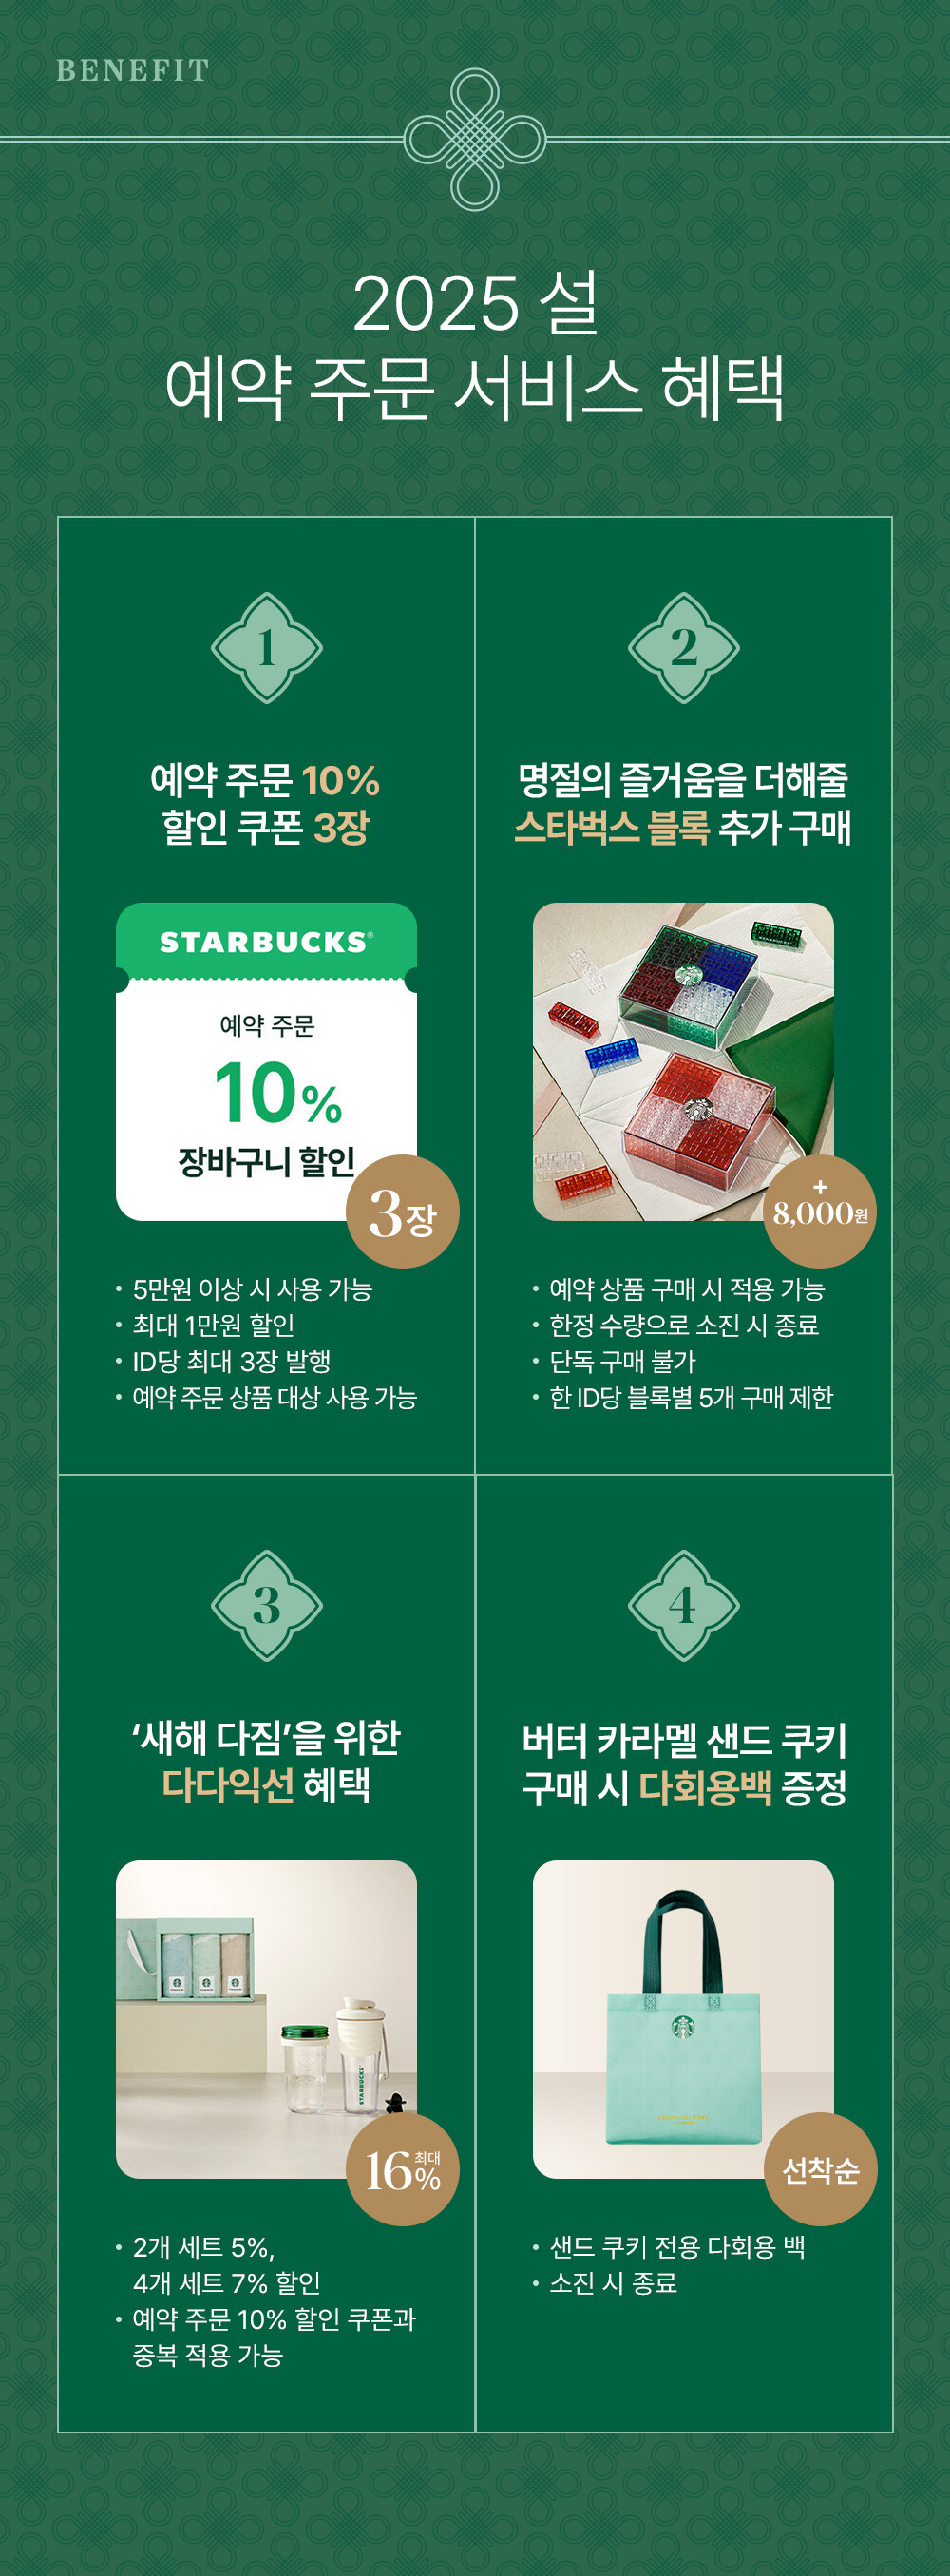 BENEFIT
2025 설
예약 주문 서비스 혜택
1
예약 주문 10%
할인 쿠폰 3장
STARBUCKS®
예약 주문
10%
장바구니 할인
3장
• 5만원 이상 시 사용 가능
• 최대 1만원 할인
• ID당 최대 3장 발행
• 예약 주문 상품 대상 사용 가능
2
명절의 즐거움을 더해줄
스타벅스 블록 추가 구매
+
8,000원
• 예약 상품 구매 시 적용 가능
• 한정 수량으로 소진 시 종료
• 단독 구매 불가
• 한 ID당 블록별 5개 구매 제한
3
‘새해 다짐’을 위한
다다익선 혜택
STARBUCKS
최대
16%
• 2개 세트 5%,
4개 세트 7% 할인
• 예약 주문 10% 할인 쿠폰과
중복 적용 가능
4
버터 카라멜 샌드 쿠키
구매 시 다회용백 증정
선착순
• 샌드 쿠키 전용 다회용 백
• 소진 시 종료